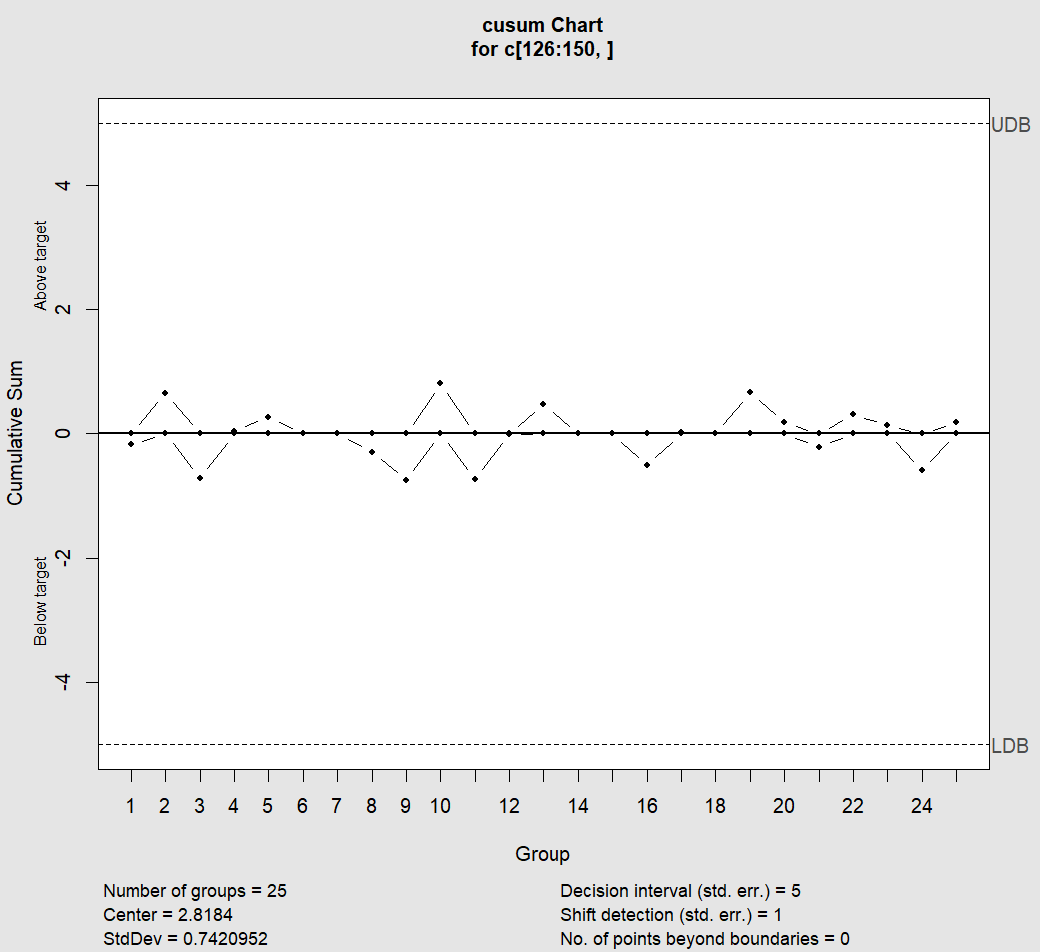 cusum Chart
for c[126:150, ]
UDB
LDB
Cumulative Sum
Above target
Below target
4
2
0
-2
-4
1 2 3 4 5 6 7 8 9 10 12 14 16 18 20 22 24
Group
Number of groups = 25
Center = 2.8184
StdDev = 0.7420952
Decision interval (std. err.) = 5
Shift detection (std. err.) = 1
No. of points beyond boundaries = 0